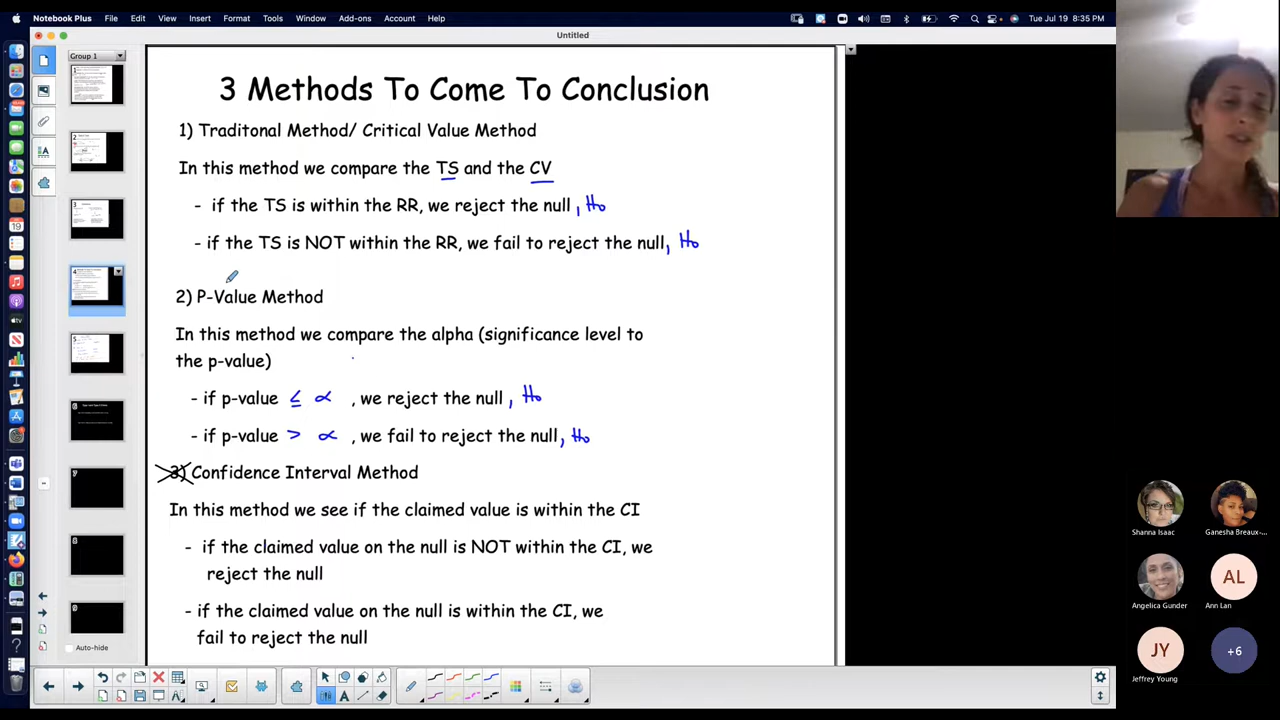 Notebook Plus File Edit View Insert Format Tools Window Add-ons Account Help Tue Jul 19 8:35 PM
Untitled
Group 1
3 Methods To Come To Conclusion
1) Traditonal Method/ Critical Value Method
In this method we compare the TS and the CV
- if the TS is within the RR, we reject the null, Ho
- if the TS is NOT within the RR, we fail to reject the null, Ho
2) P-Value Method
In this method we compare the alpha (significance level to
the p-value)
- if p-value ≤ α , we reject the null, Ho
- if p-value > α , we fail to reject the null, Ho
3) Confidence Interval Method
In this method we see if the claimed value is within the CI
- if the claimed value on the null is NOT within the CI, we
reject the null
- if the claimed value on the null is within the CI, we
fail to reject the null
Auto-hide
Shanna Isaac
Ganesha Breaux-...
Angelica Gunder
AL
Ann Lan
JY
Jeffrey Young
+6